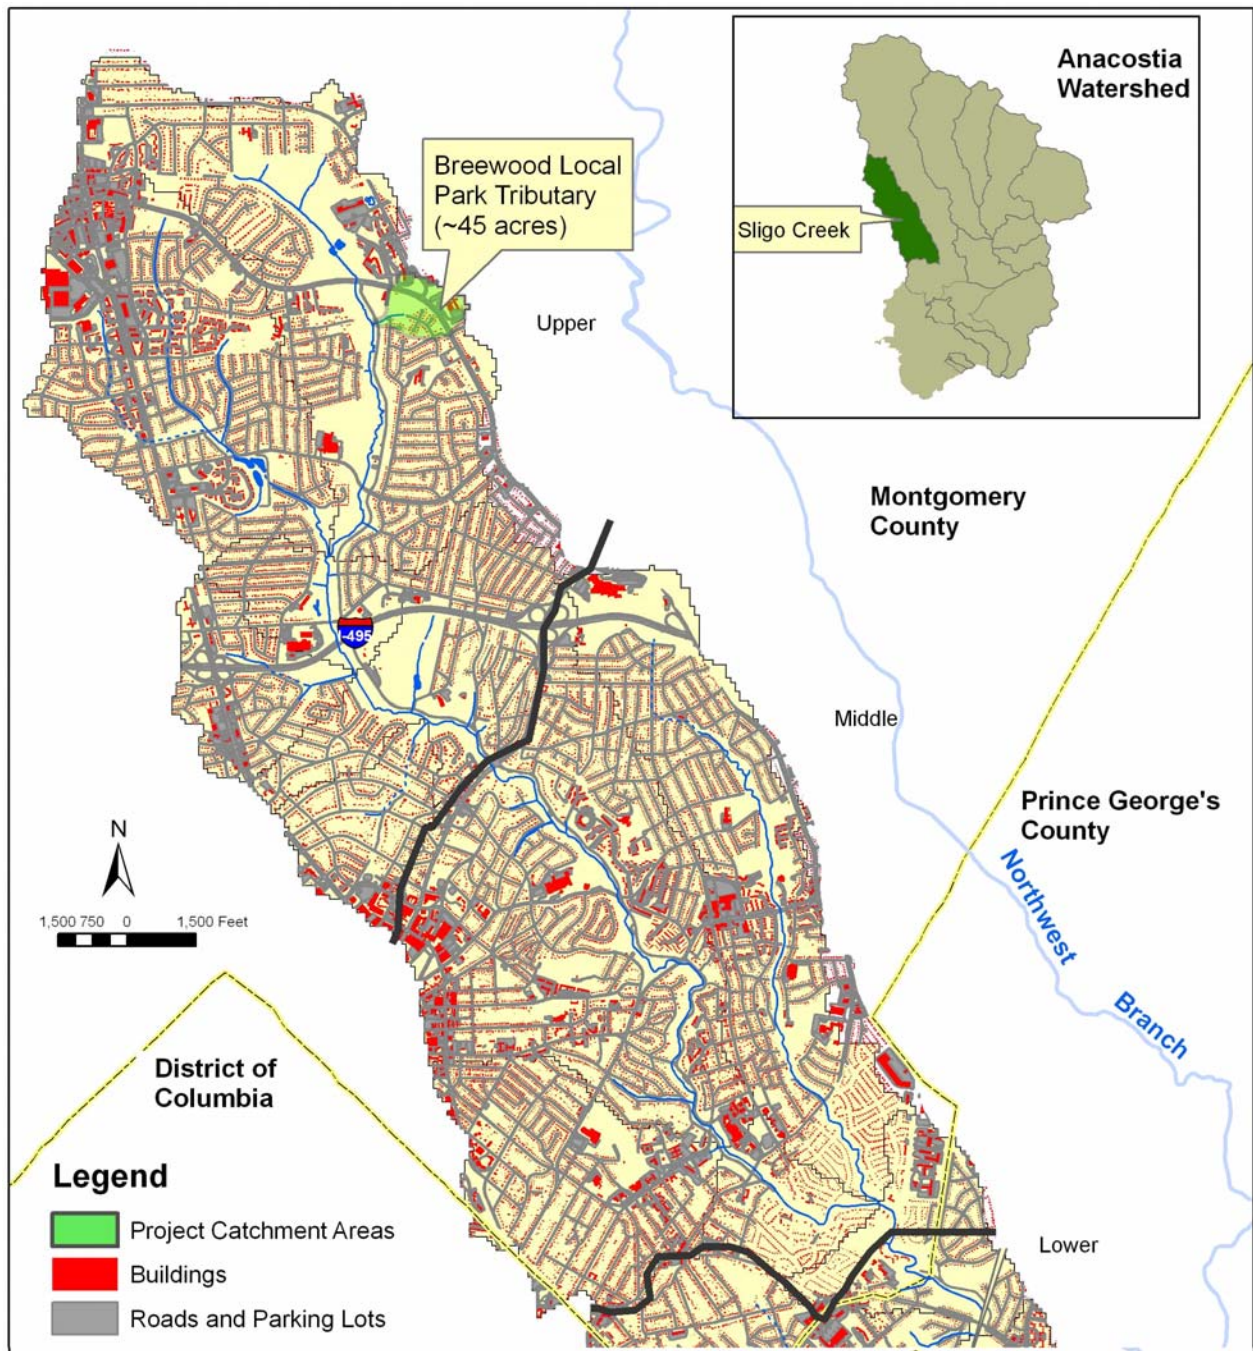 Anacostia
Watershed
Sligo Creek
Breewood Local
Park Tributary
(~45 acres)
Upper
Montgomery
County
I-495
Middle
Prince George's
County
Northwest
Branch
N
1,500 750 0 1,500 Feet
District of
Columbia
Lower
Legend
Project Catchment Areas
Buildings
Roads and Parking Lots